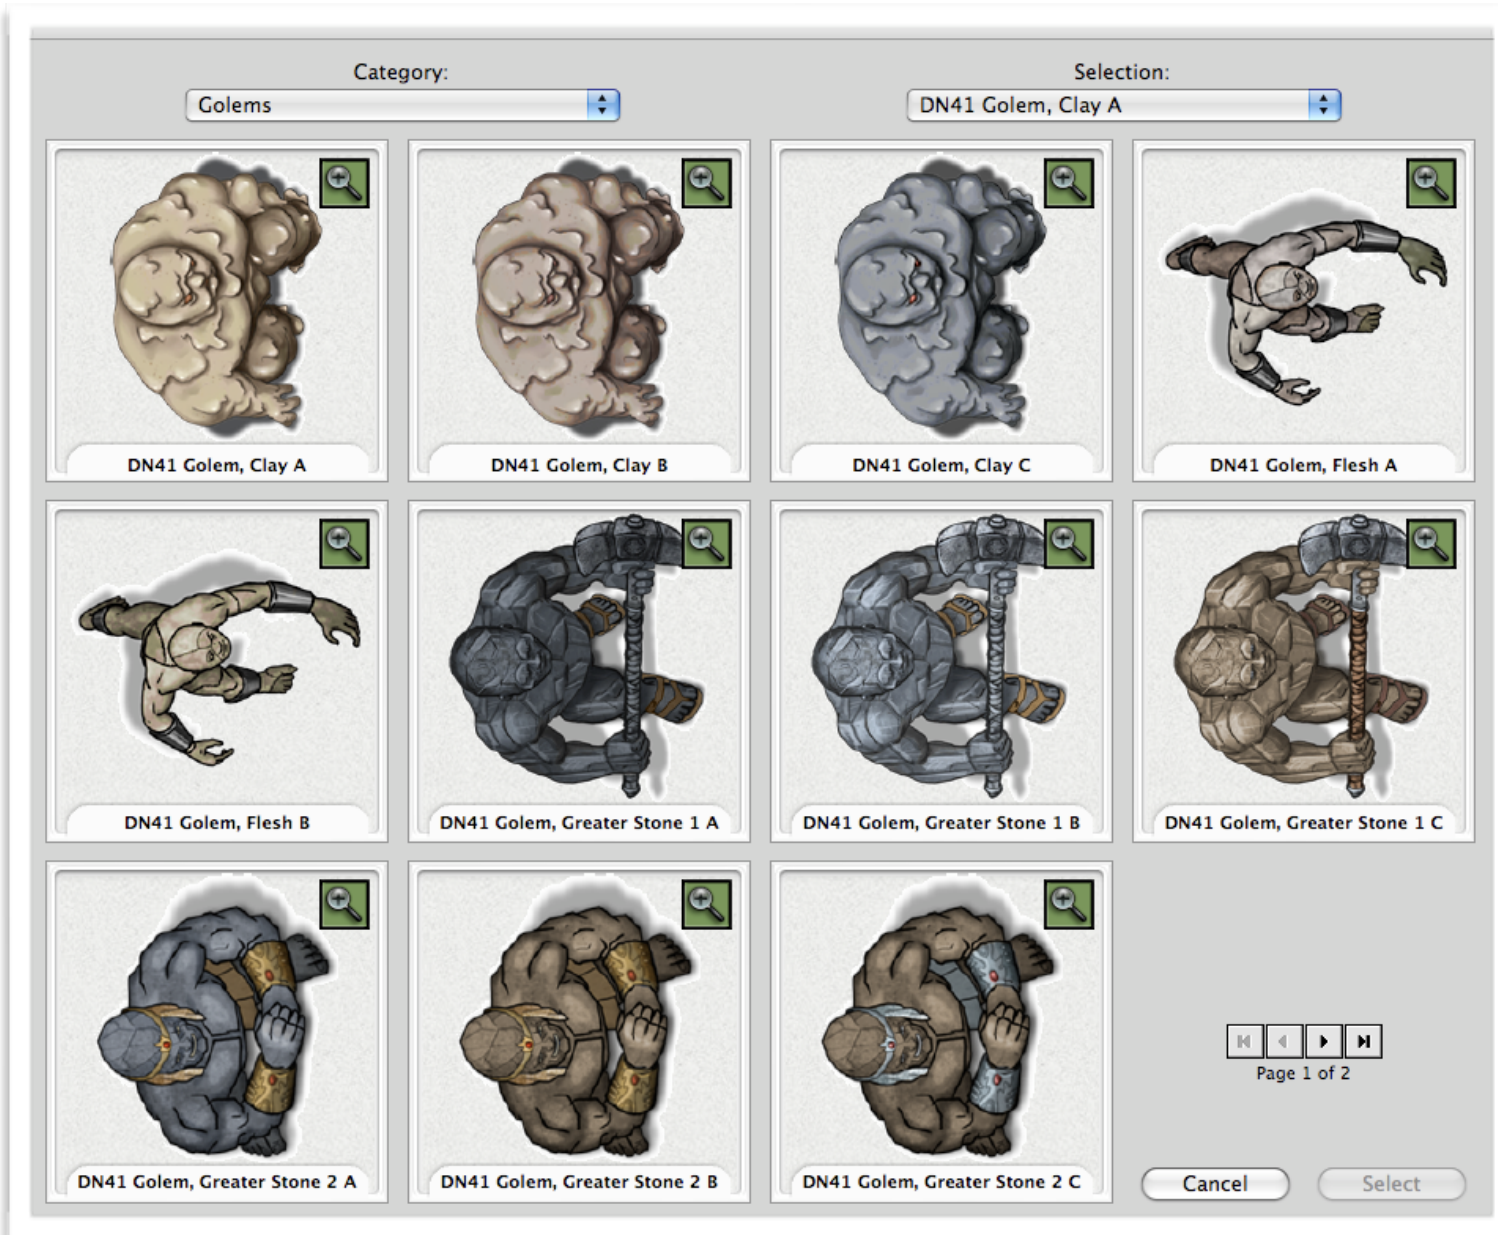 Category:
Selection:
Golems
DN41 Golem, Clay A
DN41 Golem, Clay A
DN41 Golem, Clay B
DN41 Golem, Clay C
DN41 Golem, Flesh A
DN41 Golem, Flesh B
DN41 Golem, Greater Stone 1 A
DN41 Golem, Greater Stone 1 B
DN41 Golem, Greater Stone 1 C
DN41 Golem, Greater Stone 2 A
DN41 Golem, Greater Stone 2 B
DN41 Golem, Greater Stone 2 C
Page 1 of 2
Cancel
Select